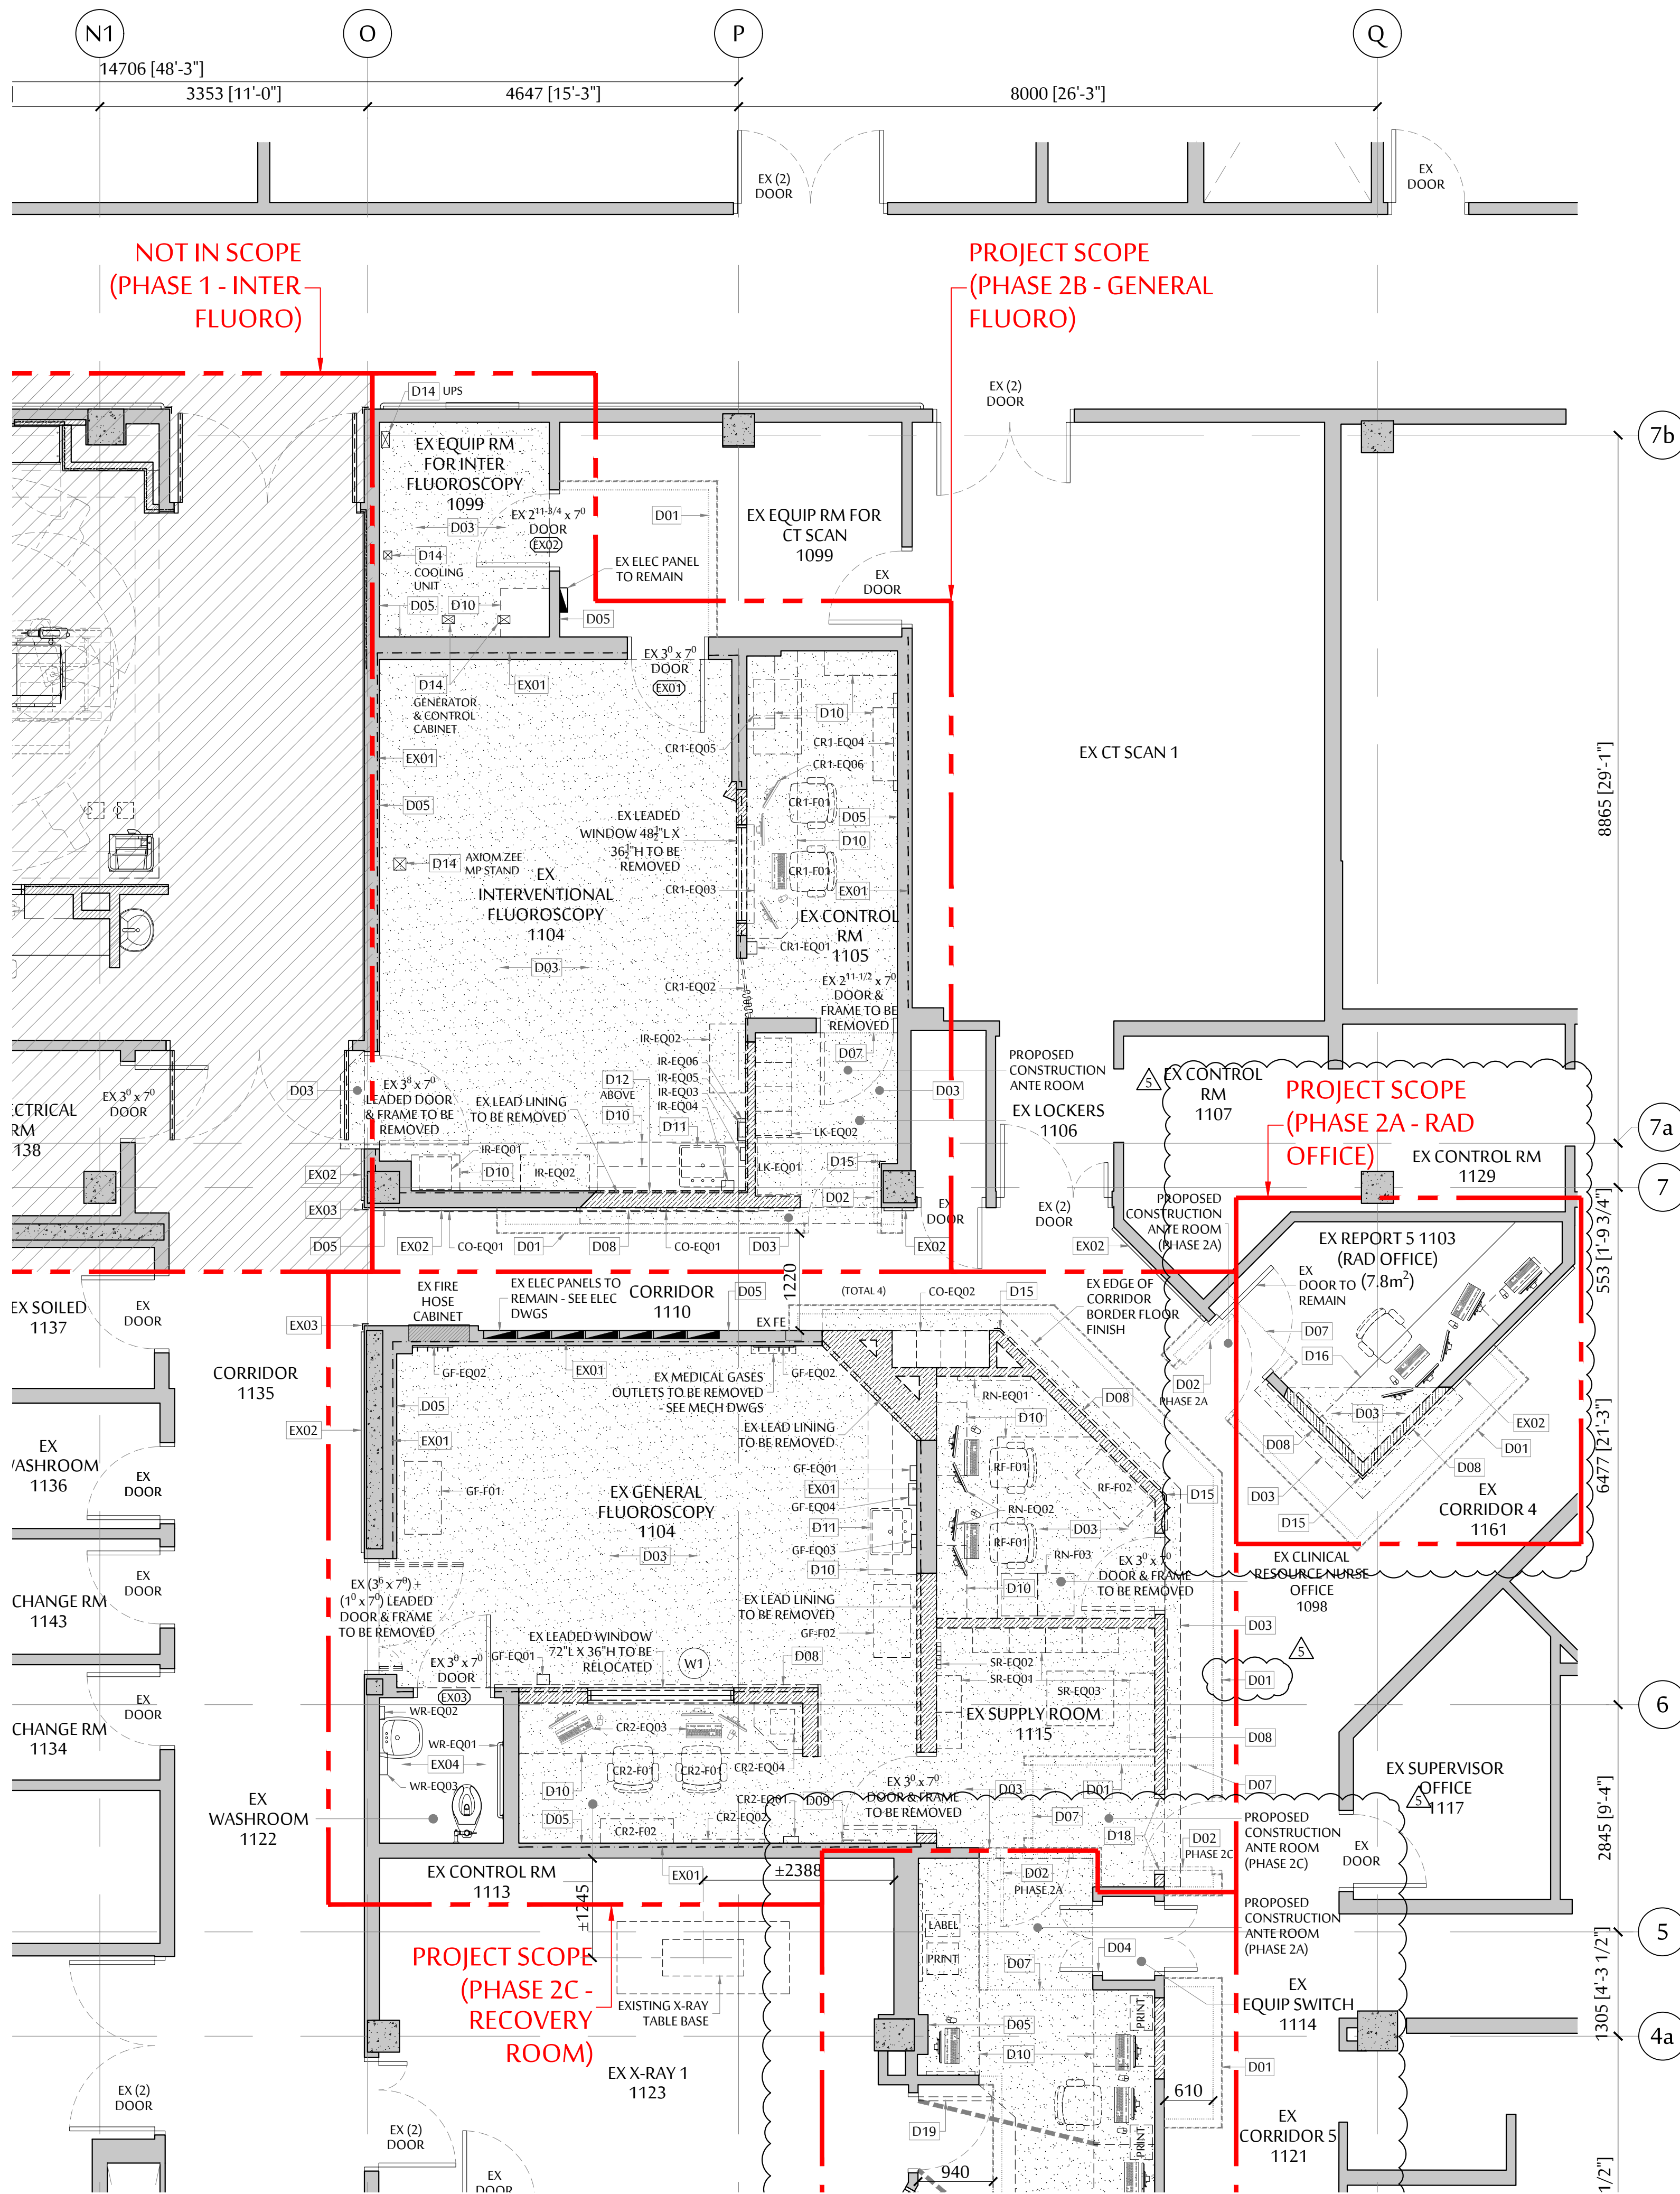 N1
O
P
Q
14706 [48'-3"]
3353 [11'-0"]
4647 [15'-3"]
8000 [26'-3"]
EX (2)
DOOR
EX
DOOR
NOT IN SCOPE
(PHASE 1 - INTER
FLUORO)
PROJECT SCOPE
(PHASE 2B - GENERAL
FLUORO)
D14 UPS
EX (2)
DOOR
7b
EX EQUIP RM
FOR INTER
FLUOROSCOPY
1099
D03
EX 2¹¹⁻³/⁴ x 7⁰
DOOR
EX02
D01
EX EQUIP RM FOR
CT SCAN
1099
D14
COOLING
UNIT
EX ELEC PANEL
TO REMAIN
EX
DOOR
D05
D10
D05
EX 3⁰ x 7⁰
DOOR
EX01
D14
GENERATOR
& CONTROL
CABINET
EX01
D10
CR1-EQ05
CR1-EQ04
EX01
CR1-EQ06
EX CT SCAN 1
CR1-F01
D05
EX LEADED
WINDOW 48½"L X
36½"H TO BE
REMOVED
D05
D10
8865 [29'-1"]
D14
AXIOM ZEE
MP STAND
CR1-F01
EX
INTERVENTIONAL
FLUOROSCOPY
1104
CR1-EQ03
EX01
EX CONTROL
RM
1105
CR1-EQ01
D03
CR1-EQ02
EX 2¹¹⁻¹/² x 7⁰
DOOR &
FRAME TO BE
REMOVED
IR-EQ02
D07
IR-EQ06
IR-EQ05
IR-EQ03
IR-EQ04
PROPOSED
CONSTRUCTION
ANTE ROOM
5
EX CONTROL
RM
1107
PROJECT SCOPE
(PHASE 2A - RAD
OFFICE)
CTRICAL
RM
138
EX 3⁰ x 7⁰
DOOR
D03
EX 3⁸ x 7⁰
LEADED DOOR
& FRAME TO BE
REMOVED
EX LEAD LINING
TO BE REMOVED
D12
ABOVE
D10
D11
D03
EX LOCKERS
1106
LK-EQ02
7a
EX CONTROL RM
1129
IR-EQ01
D10
IR-EQ02
LK-EQ01
D15
EX02
7
EX03
D02
EX
DOOR
EX (2)
DOOR
PROPOSED
CONSTRUCTION
ANTE ROOM
(PHASE 2A)
D05
EX02
CO-EQ01
D01
D08
CO-EQ01
D03
EX02
EX02
553 [1'-9 3/4"]
EX REPORT 5 1103
(RAD OFFICE)
(7.8m²)
EX
DOOR TO
REMAIN
EX SOILED
1137
EX
DOOR
EX FIRE
HOSE
CABINET
EX ELEC PANELS TO
REMAIN - SEE ELEC
DWGS
CORRIDOR
1110
D05
1220
(TOTAL 4)
CO-EQ02
D15
EX EDGE OF
CORRIDOR
BORDER FLOOR
FINISH
EX03
EX FE
D07
D16
CORRIDOR
1135
GF-EQ02
EX01
EX MEDICAL GASES
OUTLETS TO BE REMOVED
- SEE MECH DWGS
GF-EQ02
D02
PHASE 2A
RN-EQ01
D08
D05
D10
D03
EX02
EX02
EX01
EX LEAD LINING
TO BE REMOVED
D08
D01
EX
WASHROOM
1136
EX
DOOR
D08
6477 [21'-3"]
GF-F01
GF-EQ01
RF-F01
EX GENERAL
FLUOROSCOPY
1104
EX01
RF-F02
D15
D03
GF-EQ04
RN-EQ02
EX
CORRIDOR 4
1161
D11
D03
D15
D03
GF-EQ03
RF-F01
D10
RN-F03
EX 3⁰ x 7⁰
DOOR & FRAME
TO BE REMOVED
EX CLINICAL
RESOURCE NURSE
OFFICE
1098
EX
DOOR
CHANGE RM
1143
EX (3⁶ x 7⁰) +
(1⁰ x 7⁰) LEADED
DOOR & FRAME
TO BE REMOVED
EX LEAD LINING
TO BE REMOVED
D10
GF-F02
D03
EX LEADED WINDOW
72"L X 36"H TO BE
RELOCATED
W1
D08
EX 3⁰ x 7⁰
DOOR
EX03
GF-EQ01
5
SR-EQ02
SR-EQ01
SR-EQ03
D01
CHANGE RM
1134
EX
DOOR
6
WR-EQ02
CR2-EQ03
EX SUPPLY ROOM
1115
WR-EQ01
EX04
D08
WR-EQ03
D10
CR2-F01
CR2-F01
CR2-EQ04
EX SUPERVISOR
OFFICE
1117
5
EX
WASHROOM
1122
D05
CR2-F02
CR2-EQ01
CR2-EQ02
D09
EX 3⁰ x 7⁰
DOOR & FRAME
TO BE REMOVED
D03
D01
D07
D07
D18
D02
PHASE 2C
PROPOSED
CONSTRUCTION
ANTE ROOM
(PHASE 2C)
EX
DOOR
2845 [9'-4"]
EX CONTROL RM
1113
EX01
±2388
D02
PHASE 2A
±1245
LABEL
PRINT
PROPOSED
CONSTRUCTION
ANTE ROOM
(PHASE 2A)
5
D04
D07
PROJECT SCOPE
(PHASE 2C -
RECOVERY
ROOM)
EXISTING X-RAY
TABLE BASE
EX
EQUIP SWITCH
1114
PRINT
D05
1305 [4'-3 1/2"]
4a
D10
EX X-RAY 1
1123
D01
610
EX (2)
DOOR
EX (2)
DOOR
D19
PRINT
EX
CORRIDOR 5
1121
940
EX
DOOR
1/2"]